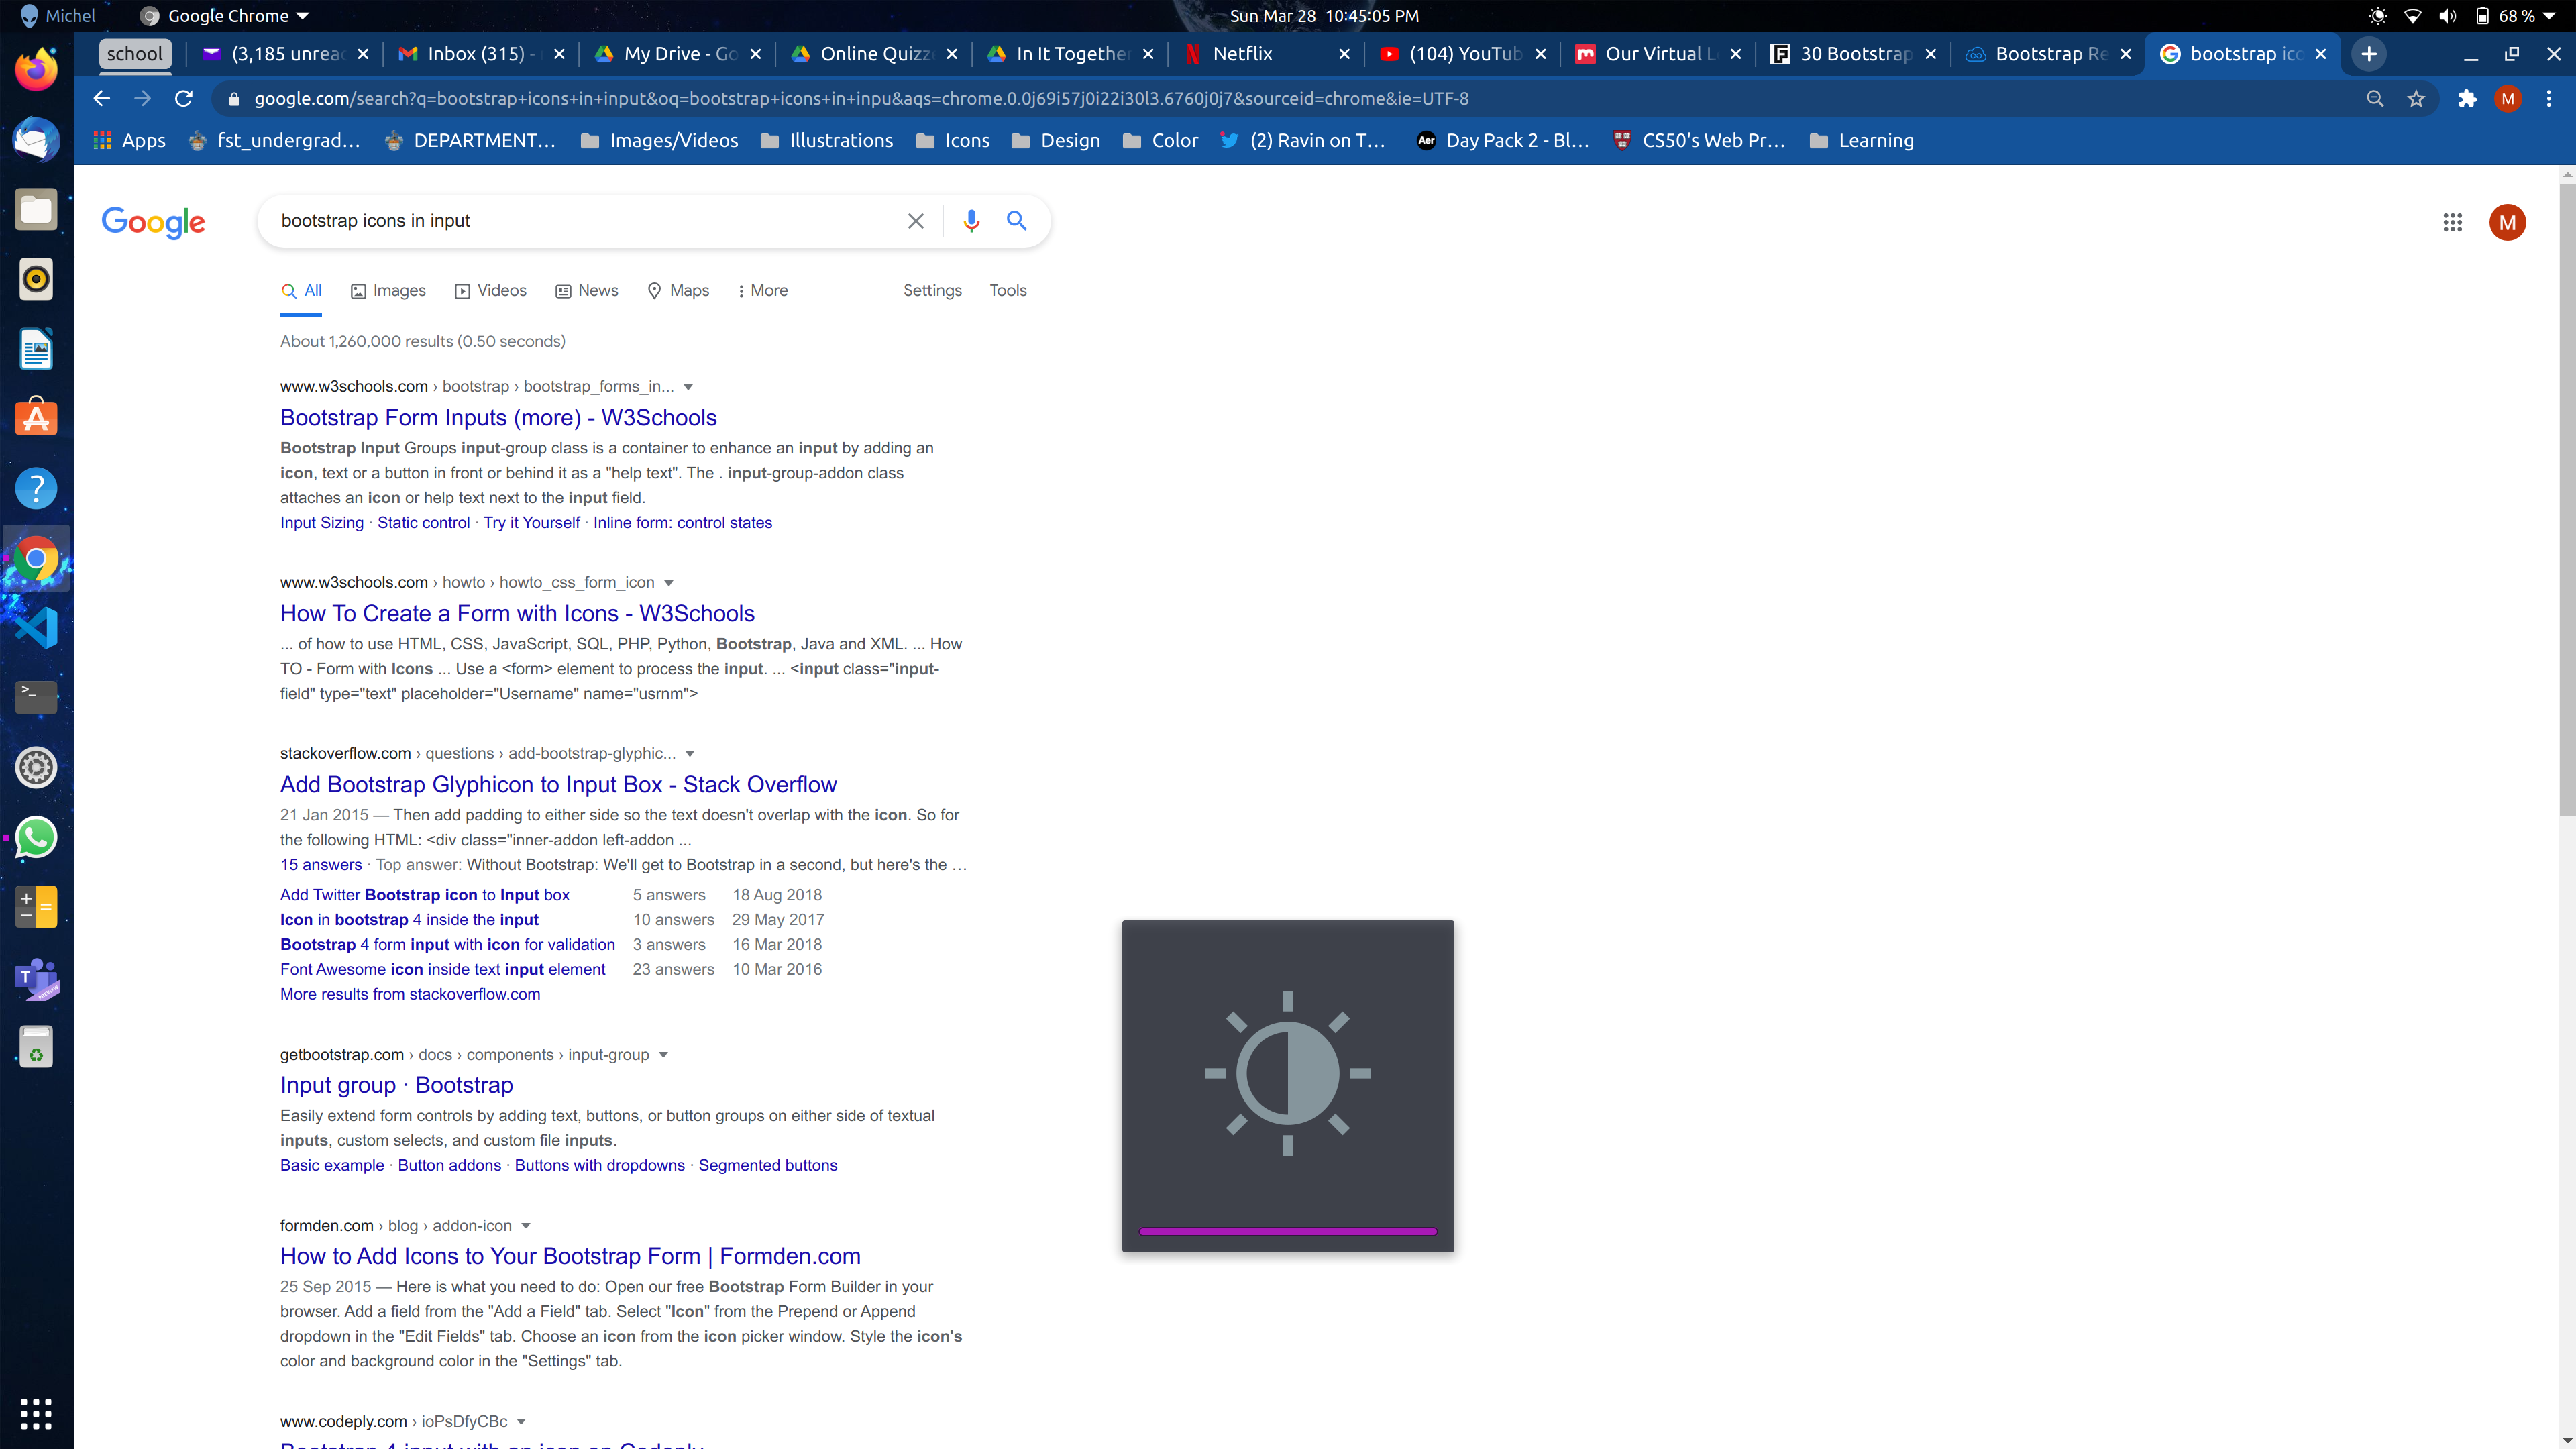 Michel
Google Chrome
Sun Mar 28 10:45:05 PM
68 %
school
(3,185 unrea
Inbox (315) -
My Drive - Go
Online Quizz
In It Together
Netflix
(104) YouTub
Our Virtual L
30 Bootstrap
Bootstrap Re
bootstrap ico
google.com/search?q=bootstrap+icons+in+input&oq=bootstrap+icons+in+inpu&aqs=chrome.0.0j69i57j0i22i30l3.6760j0j7&sourceid=chrome&ie=UTF-8
M
Apps
fst_undergrad...
DEPARTMENT...
Images/Videos
Illustrations
Icons
Design
Color
(2) Ravin on T...
Aer
Day Pack 2 - Bl...
CS50's Web Pr...
Learning
Google
bootstrap icons in input
M
All
Images
Videos
News
Maps
More
Settings
Tools
About 1,260,000 results (0.50 seconds)
www.w3schools.com › bootstrap › bootstrap_forms_in...
Bootstrap Form Inputs (more) - W3Schools
Bootstrap Input Groups input-group class is a container to enhance an input by adding an
icon, text or a button in front or behind it as a "help text". The . input-group-addon class
attaches an icon or help text next to the input field.
Input Sizing · Static control · Try it Yourself · Inline form: control states
www.w3schools.com › howto › howto_css_form_icon
How To Create a Form with Icons - W3Schools
... of how to use HTML, CSS, JavaScript, SQL, PHP, Python, Bootstrap, Java and XML. ... How
TO - Form with Icons ... Use a <form> element to process the input. ... <input class="input-
field" type="text" placeholder="Username" name="usrnm">
stackoverflow.com › questions › add-bootstrap-glyphic...
Add Bootstrap Glyphicon to Input Box - Stack Overflow
21 Jan 2015 — Then add padding to either side so the text doesn't overlap with the icon. So for
the following HTML: <div class="inner-addon left-addon ...
15 answers · Top answer: Without Bootstrap: We'll get to Bootstrap in a second, but here's the …
Add Twitter Bootstrap icon to Input box 5 answers 18 Aug 2018
Icon in bootstrap 4 inside the input 10 answers 29 May 2017
Bootstrap 4 form input with icon for validation 3 answers 16 Mar 2018
Font Awesome icon inside text input element 23 answers 10 Mar 2016
More results from stackoverflow.com
getbootstrap.com › docs › components › input-group
Input group · Bootstrap
Easily extend form controls by adding text, buttons, or button groups on either side of textual
inputs, custom selects, and custom file inputs.
Basic example · Button addons · Buttons with dropdowns · Segmented buttons
formden.com › blog › addon-icon
How to Add Icons to Your Bootstrap Form | Formden.com
25 Sep 2015 — Here is what you need to do: Open our free Bootstrap Form Builder in your
browser. Add a field from the "Add a Field" tab. Select "Icon" from the Prepend or Append
dropdown in the "Edit Fields" tab. Choose an icon from the icon picker window. Style the icon's
color and background color in the "Settings" tab.
www.codeply.com › ioPsDfyCBc
Bootstrap 4 input with an icon on Codeply